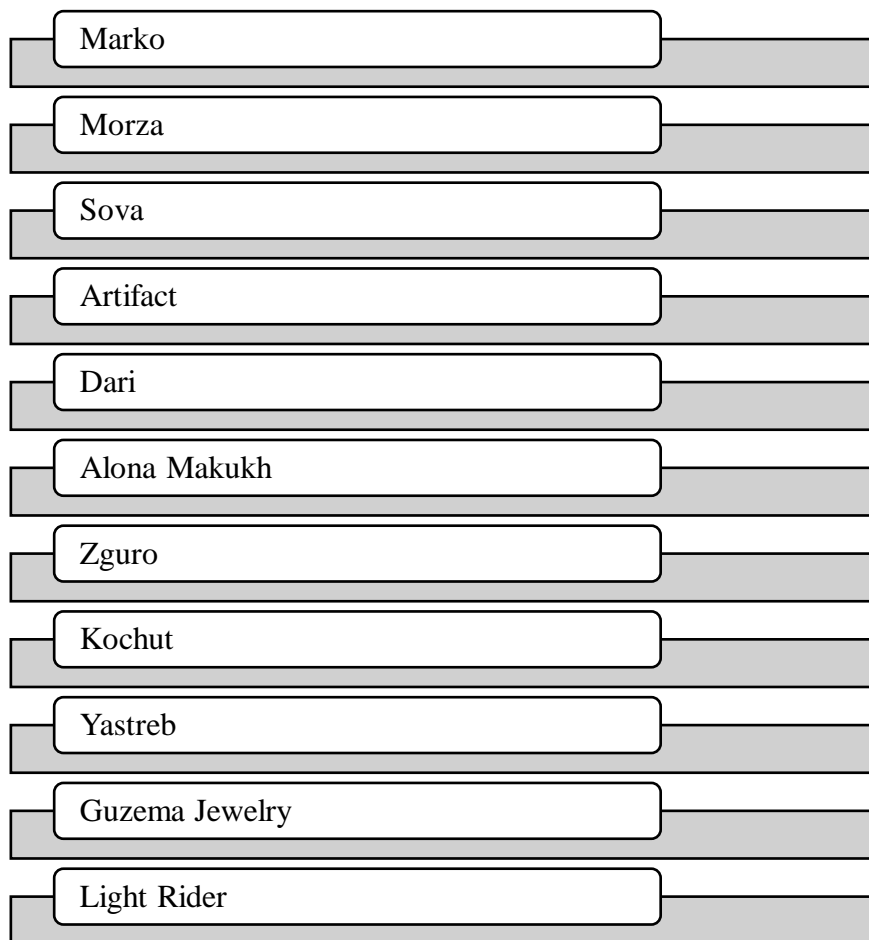 Marko
Morza
Sova
Artifact
Dari
Alona Makukh
Zguro
Kochut
Yastreb
Guzema Jewelry
Light Rider